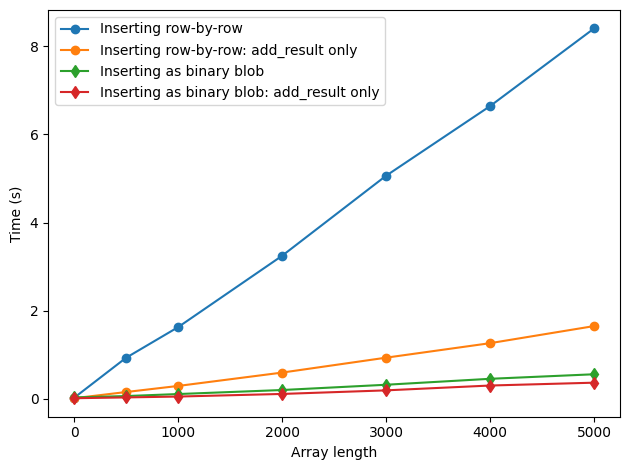 Inserting row-by-row
Inserting row-by-row: add_result only
Inserting as binary blob
Inserting as binary blob: add_result only
8
6
4
2
0
Time (s)
0 1000 2000 3000 4000 5000
Array length